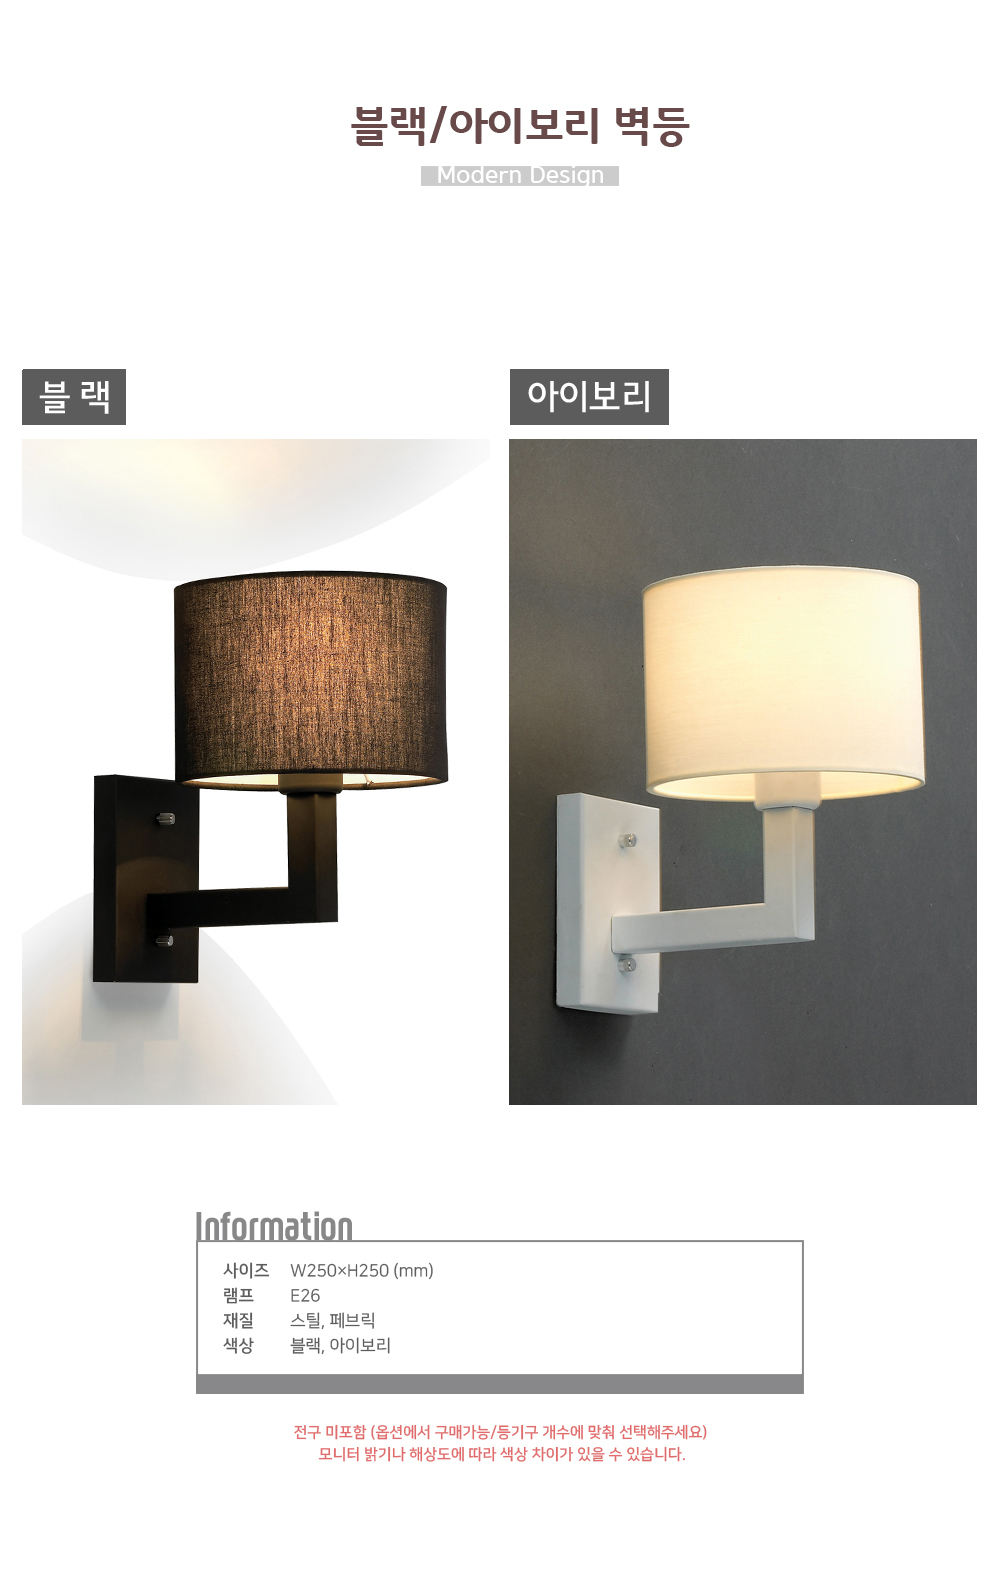 블랙/아이보리 벽등
Modern Design
블랙
아이보리
Information
사이즈 W250×H250 (mm)
램프 E26
재질 스틸, 페브릭
색상 블랙, 아이보리
전구 미포함 (옵션에서 구매가능/등기구 개수에 맞춰 선택해주세요)
모니터 밝기나 해상도에 따라 색상 차이가 있을 수 있습니다.